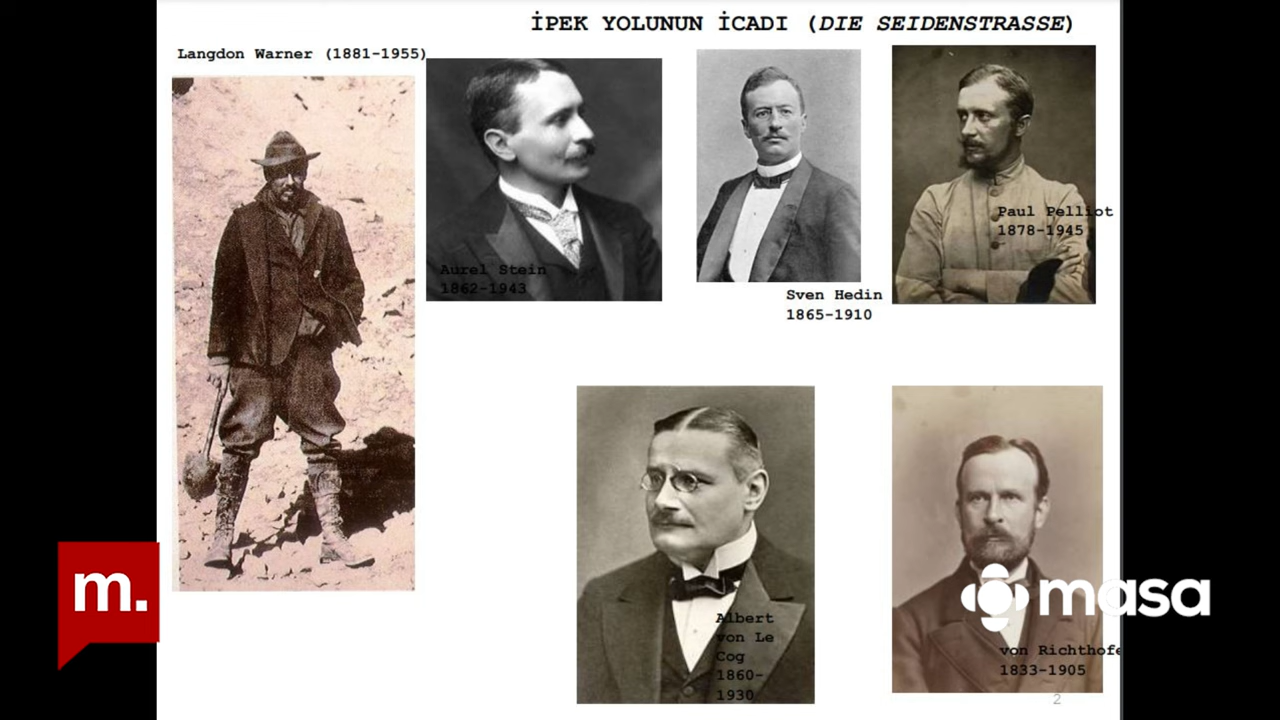 İPEK YOLUNUN İCADI (DIE SEIDENSTRASSE)
Langdon Warner (1881-1955)
Aurel Stein
1862-1943
Sven Hedin
1865-1910
Paul Pelliot
1878-1945
Albert
von Le
Cog
1860-
1930
von Richthofe
1833-1905
2
m.
masa